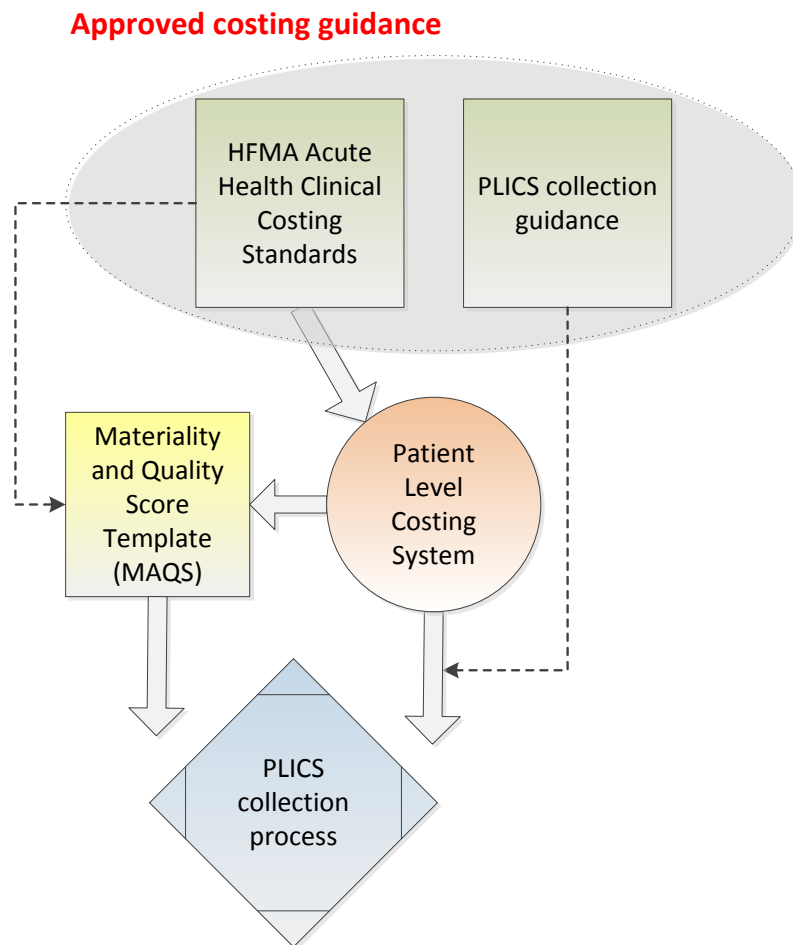 Approved costing guidance
HFMA Acute
Health Clinical
Costing
Standards
PLICS collection
guidance
Materiality
and Quality
Score
Template
(MAQS)
Patient
Level
Costing
System
PLICS
collection
process